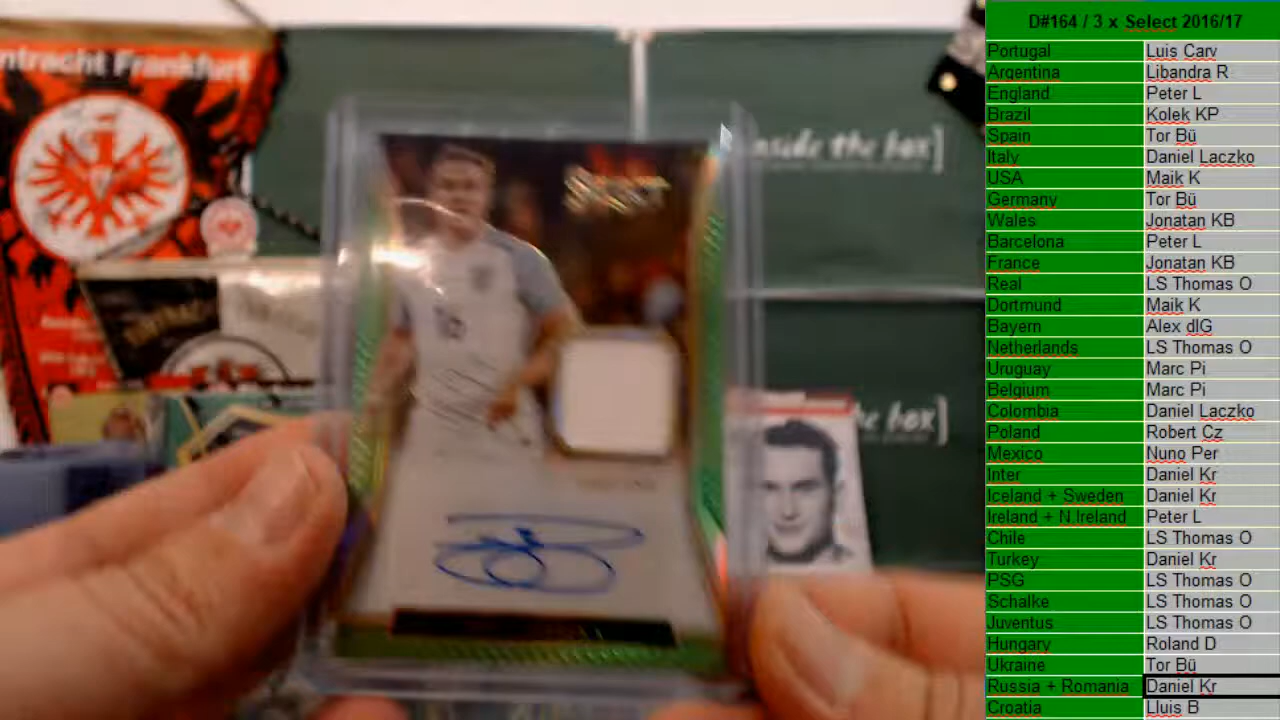 D#164 / 3 x Select 2016/17
Portugal Luis Carv
Argentina Libandra R
England Peter L
Brazil Kolek KP
Spain Tor Bü
Italy Daniel Laczko
USA Maik K
Germany Tor Bü
Wales Jonatan KB
Barcelona Peter L
France Jonatan KB
Real LS Thomas O
Dortmund Maik K
Bayern Alex dlG
Netherlands LS Thomas O
Uruguay Marc Pi
Belgium Marc Pi
Colombia Daniel Laczko
Poland Robert Cz
Mexico Nuno Per
Inter Daniel Kr
Iceland + Sweden Daniel Kr
Ireland + N.Ireland Peter L
Chile LS Thomas O
Turkey Daniel Kr
PSG LS Thomas O
Schalke LS Thomas O
Juventus LS Thomas O
Hungary Roland D
Ukraine Tor Bü
Russia + Romania Daniel Kr
Croatia Lluis B
ntracht Frankfurt
nside the box]
he box]
Select